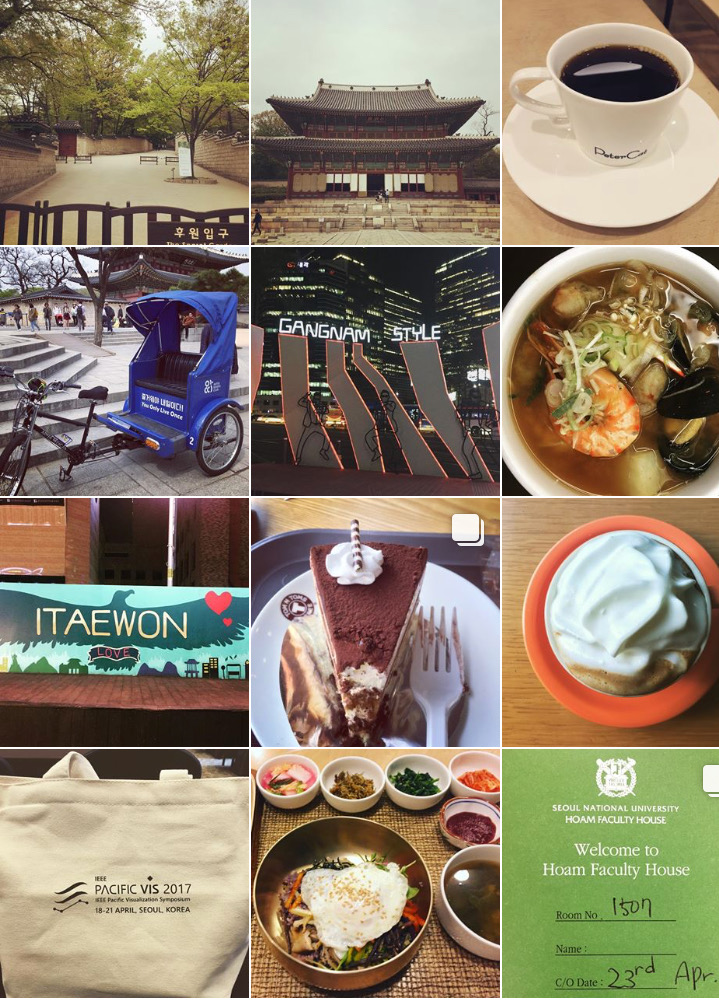 후원입구
The Secret Garden
You Only Live Once
2
GANGNAM STYLE
ITAEWON
LOVE
IEEE
PACIFIC VIS 2017
IEEE Pacific Visualization Symposium
18-21 APRIL, SEOUL, KOREA
SEOUL NATIONAL UNIVERSITY
HOAM FACULTY HOUSE
Welcome to
Hoam Faculty House
Room No. 1507
Name :
C/O Date : 23rd Apr.